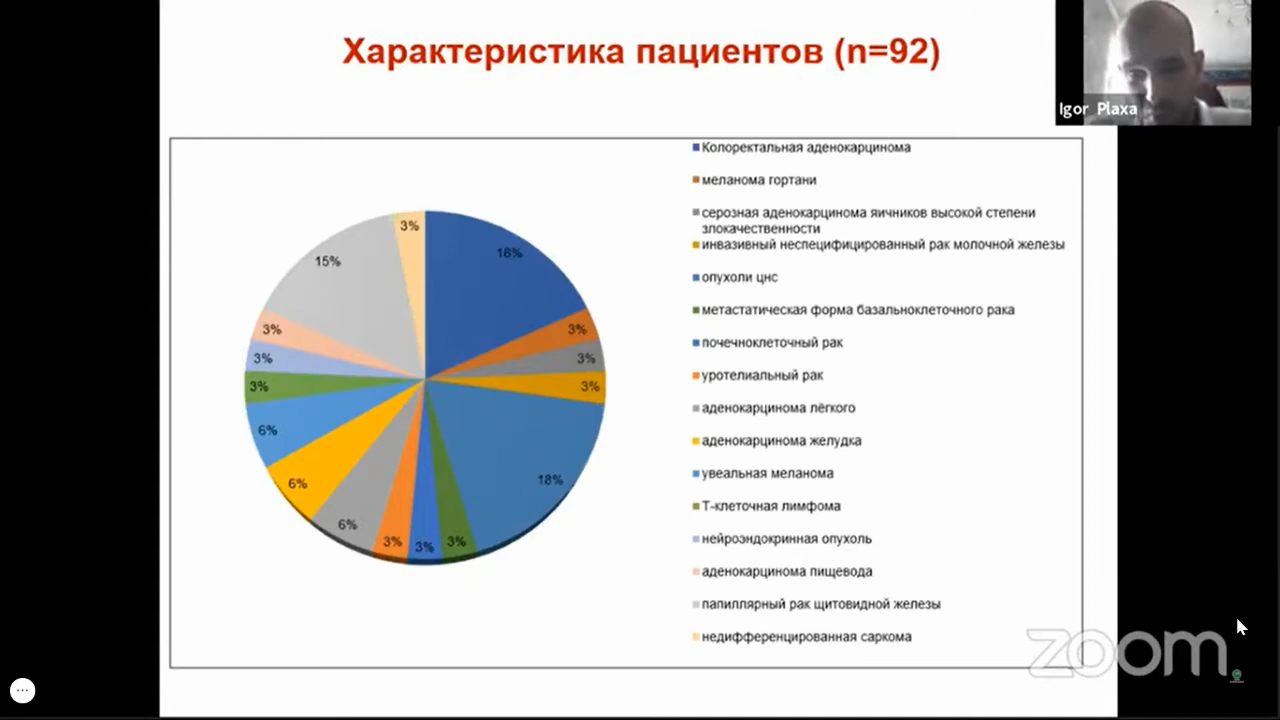 Характеристика пациентов (n=92)
Igor Plaxa
Колоректальная аденокарцинома
меланома гортани
серозная аденокарцинома яичников высокой степени
злокачественности
инвазивный неспецифицированный рак молочной железы
опухоли цнс
метастатическая форма базальноклеточного рака
почечноклеточный рак
уротелиальный рак
аденокарцинома лёгкого
аденокарцинома желудка
увеальная меланома
Т-клеточная лимфома
нейроэндокринная опухоль
аденокарцинома пищевода
папиллярный рак щитовидной железы
недифференцированная саркома
18%
3%
3%
3%
18%
3%
3%
3%
6%
6%
6%
3%
3%
3%
15%
3%
zoom